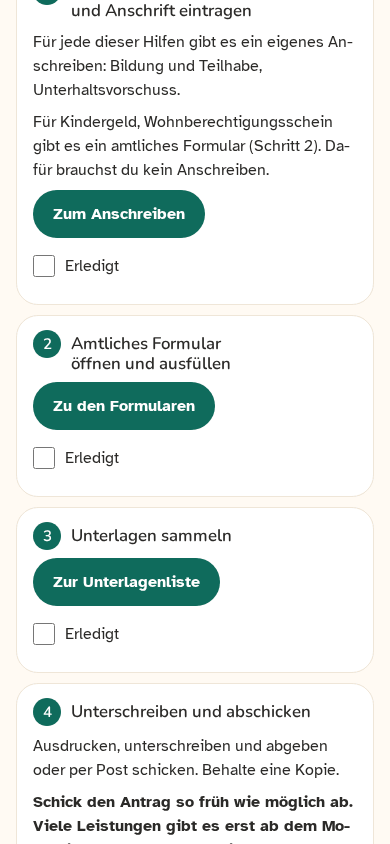 und Anschrift eintragen
Für jede dieser Hilfen gibt es ein eigenes An-
schreiben: Bildung und Teilhabe,
Unterhaltsvorschuss.
Für Kindergeld, Wohnberechtigungsschein
gibt es ein amtliches Formular (Schritt 2). Da-
für brauchst du kein Anschreiben.
Zum Anschreiben
Erledigt
2 Amtliches Formular
öffnen und ausfüllen
Zu den Formularen
Erledigt
3 Unterlagen sammeln
Zur Unterlagenliste
Erledigt
4 Unterschreiben und abschicken
Ausdrucken, unterschreiben und abgeben
oder per Post schicken. Behalte eine Kopie.
Schick den Antrag so früh wie möglich ab.
Viele Leistungen gibt es erst ab dem Mo-